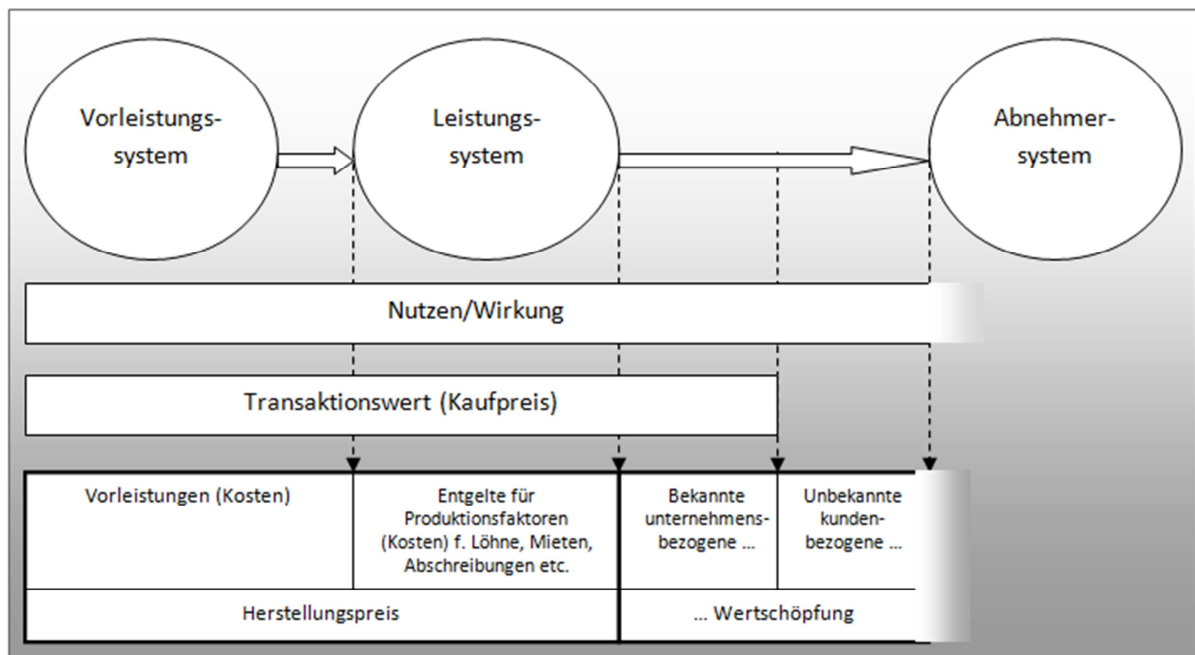 Vorleistungs-
system
Leistungs-
system
Abnehmer-
system
Nutzen/Wirkung
Transaktionswert (Kaufpreis)
Vorleistungen (Kosten)
Entgelte für
Produktionsfaktoren
(Kosten) f. Löhne, Mieten,
Abschreibungen etc.
Bekannte
unternehmens-
bezogene ...
Unbekannte
kunden-
bezogene ...
Herstellungspreis
... Wertschöpfung